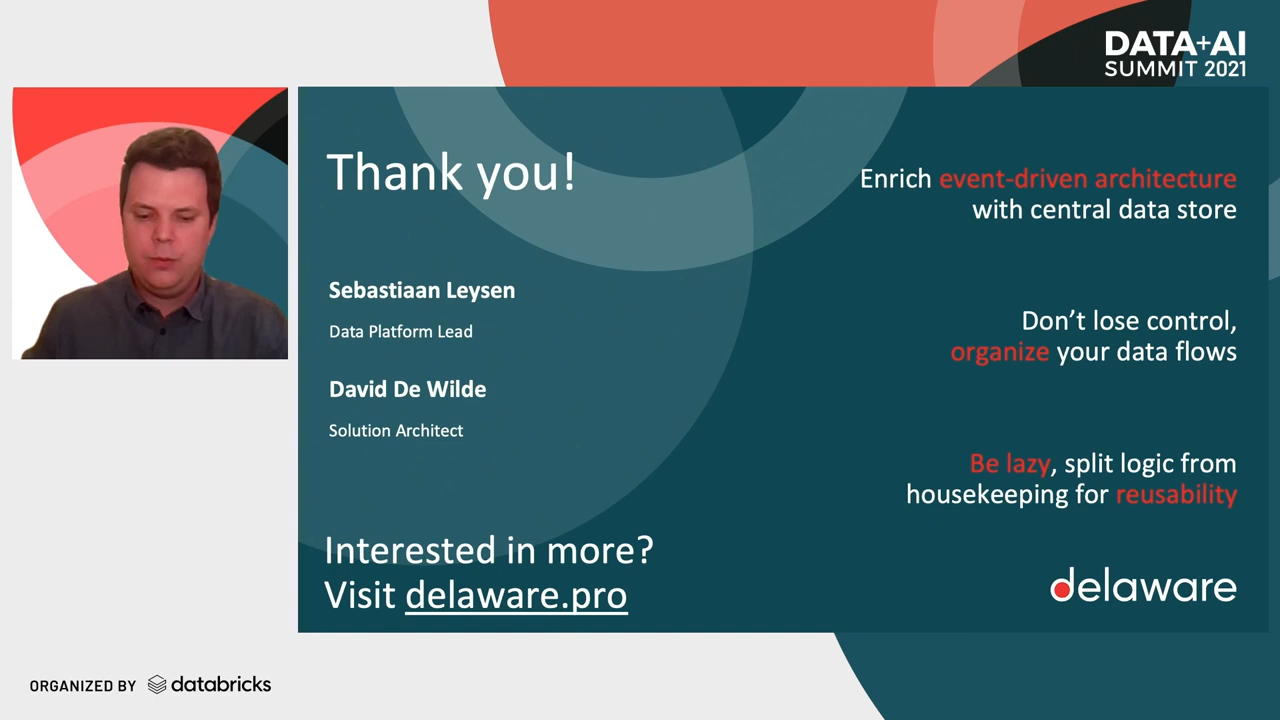 DATA+AI
SUMMIT 2021
Thank you!
Sebastiaan Leysen
Data Platform Lead
David De Wilde
Solution Architect
Interested in more?
Visit delaware.pro
Enrich event-driven architecture
with central data store
Don’t lose control,
organize your data flows
Be lazy, split logic from
housekeeping for reusability
delaware
ORGANIZED BY databricks